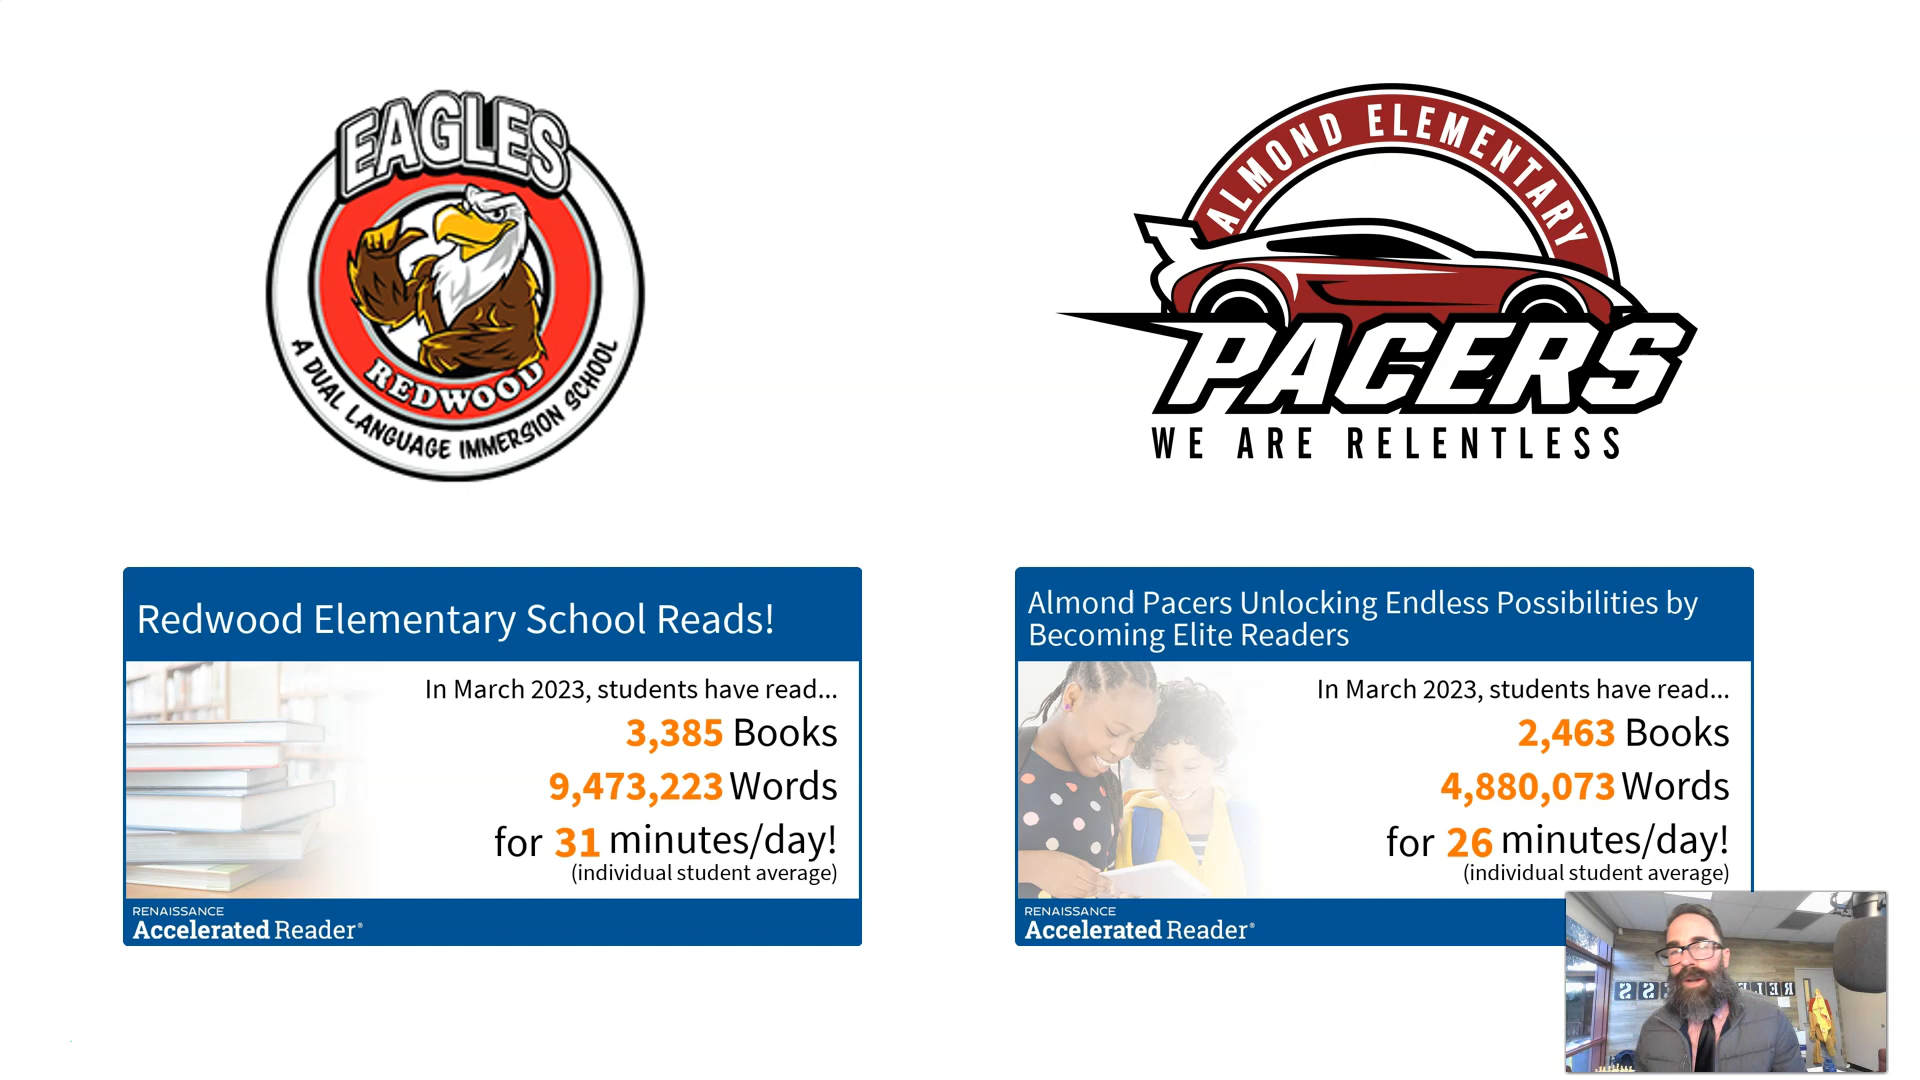 EAGLES
REDWOOD
A DUAL LANGUAGE IMMERSION SCHOOL
ALMOND ELEMENTARY
PACERS
WE ARE RELENTLESS
Redwood Elementary School Reads!
In March 2023, students have read...
3,385 Books
9,473,223 Words
for 31 minutes/day!
(individual student average)
RENAISSANCE
Accelerated Reader®
Almond Pacers Unlocking Endless Possibilities by
Becoming Elite Readers
In March 2023, students have read...
2,463 Books
4,880,073 Words
for 26 minutes/day!
(individual student average)
RENAISSANCE
Accelerated Reader®